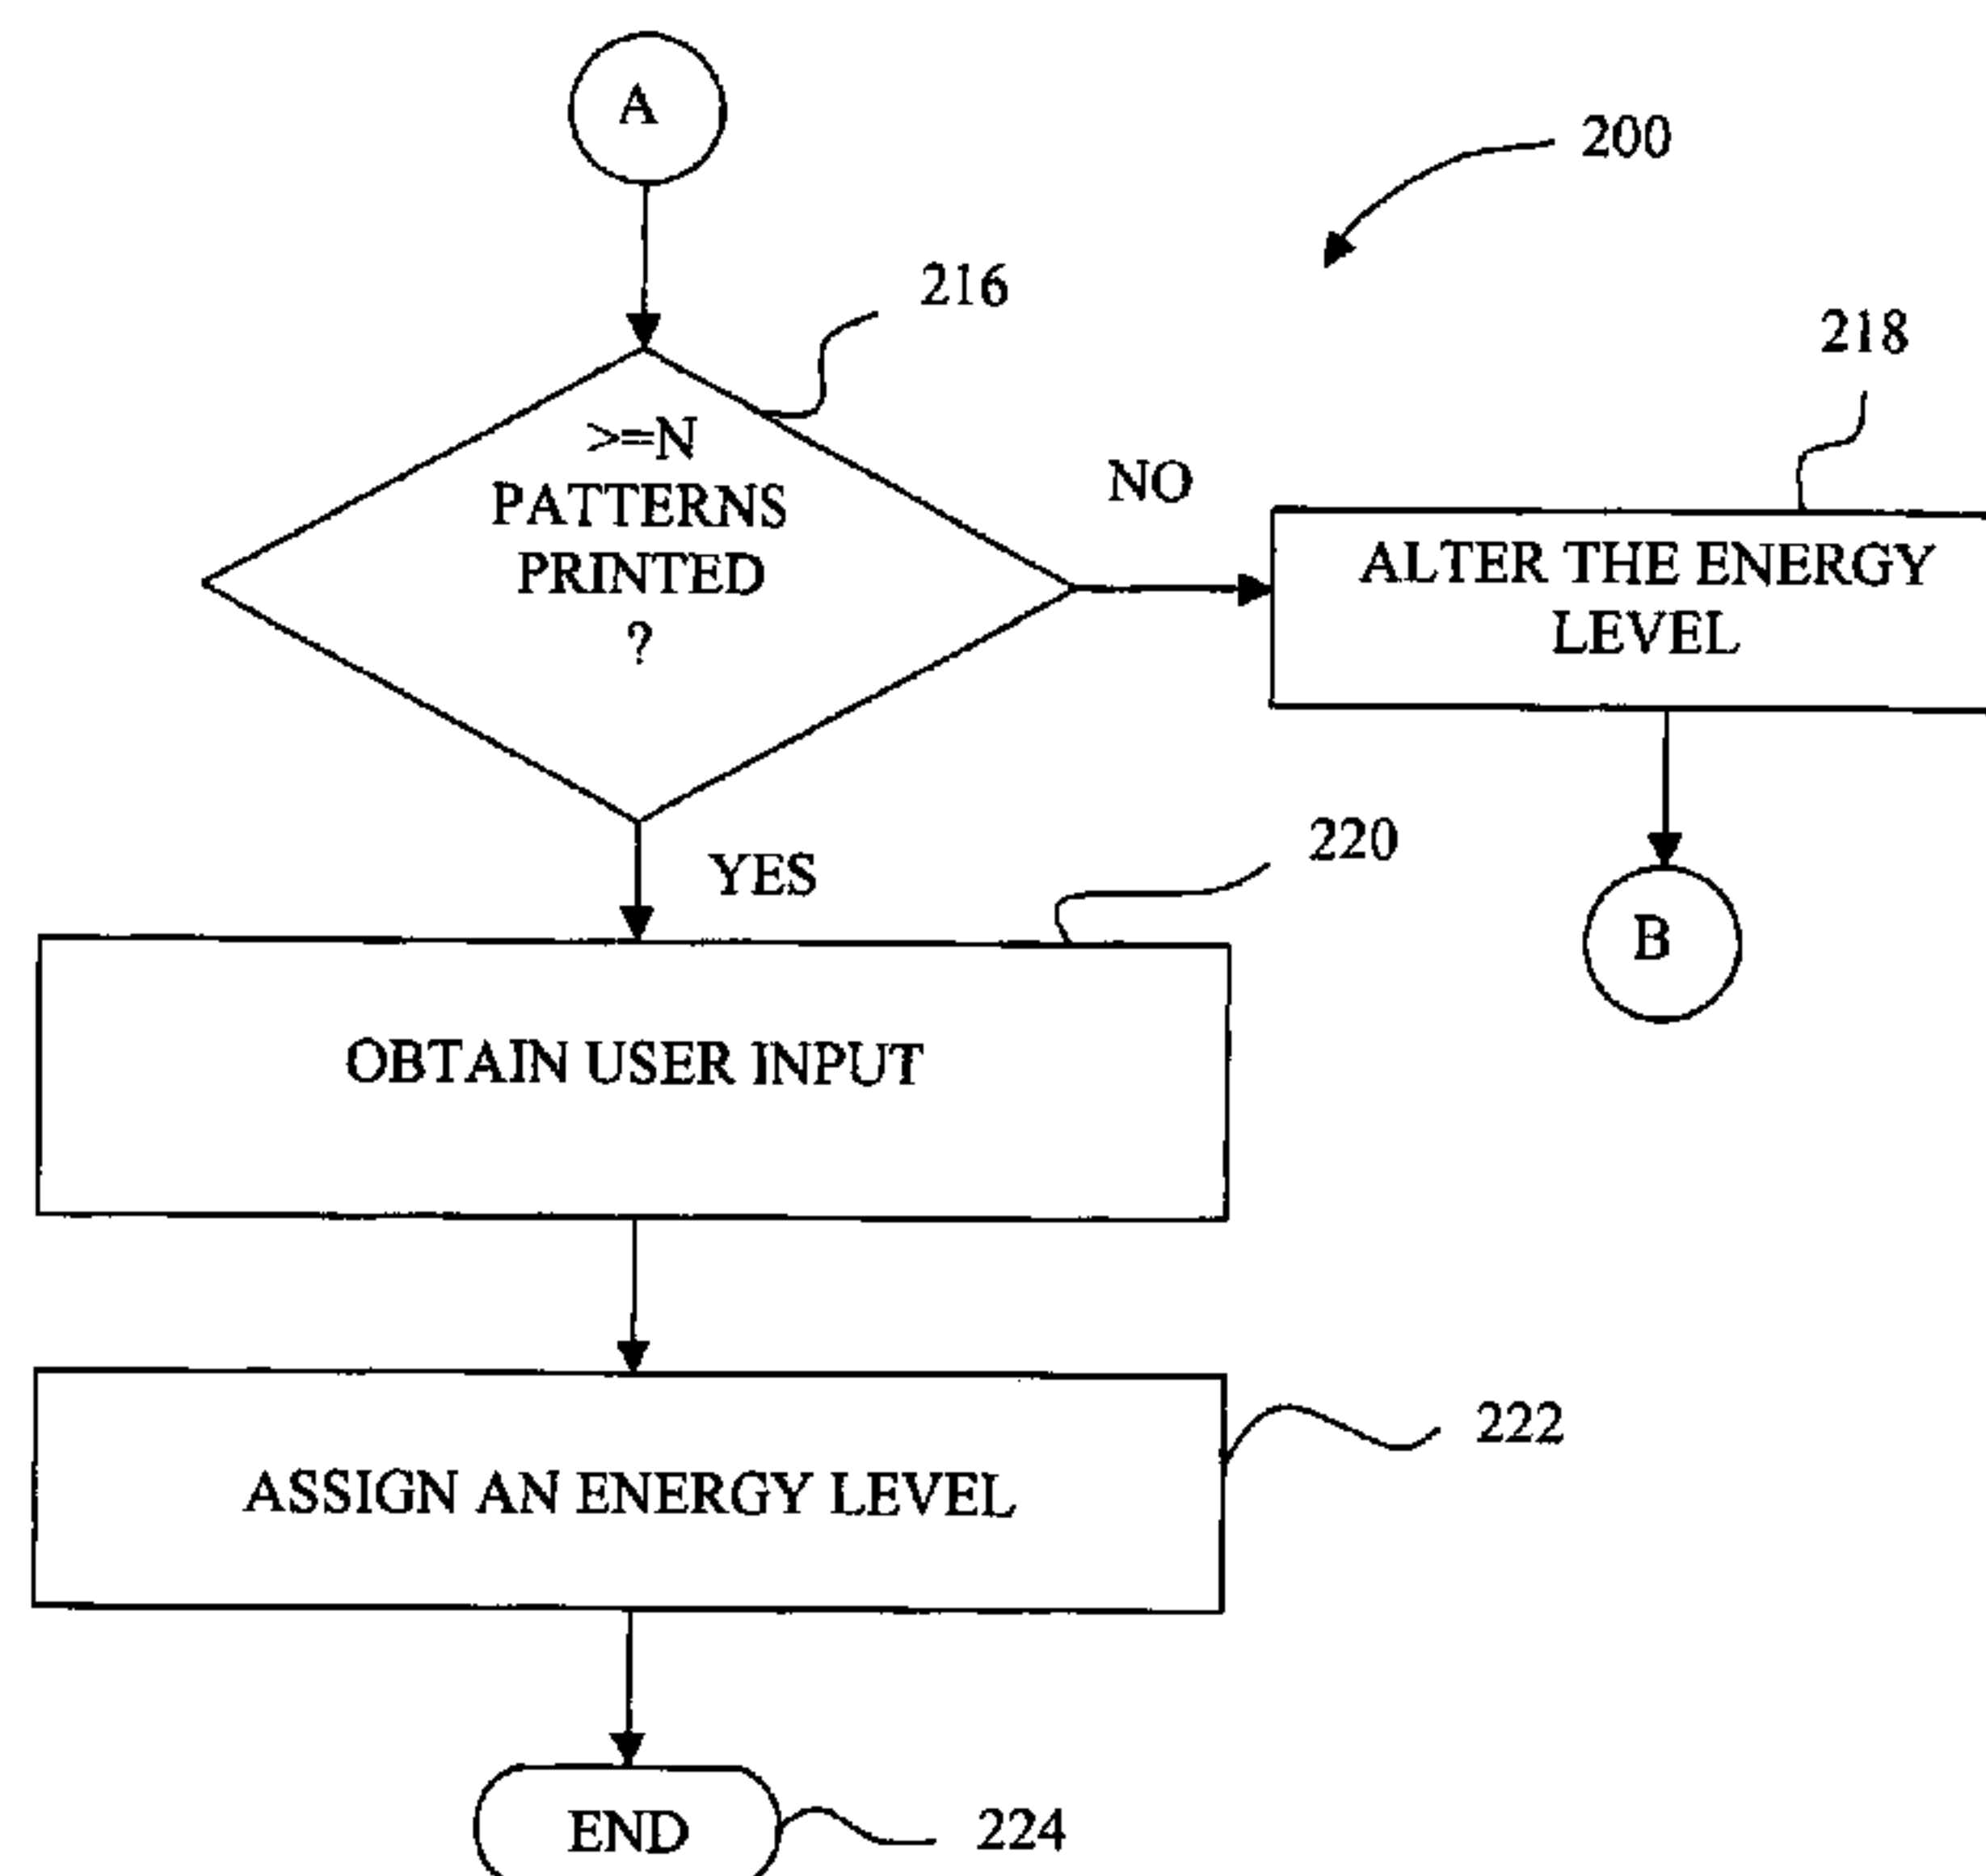 A
200
216
218
>=N
PATTERNS
PRINTED
?
NO
ALTER THE ENERGY
LEVEL
220
YES
B
OBTAIN USER INPUT
222
ASSIGN AN ENERGY LEVEL
END
224